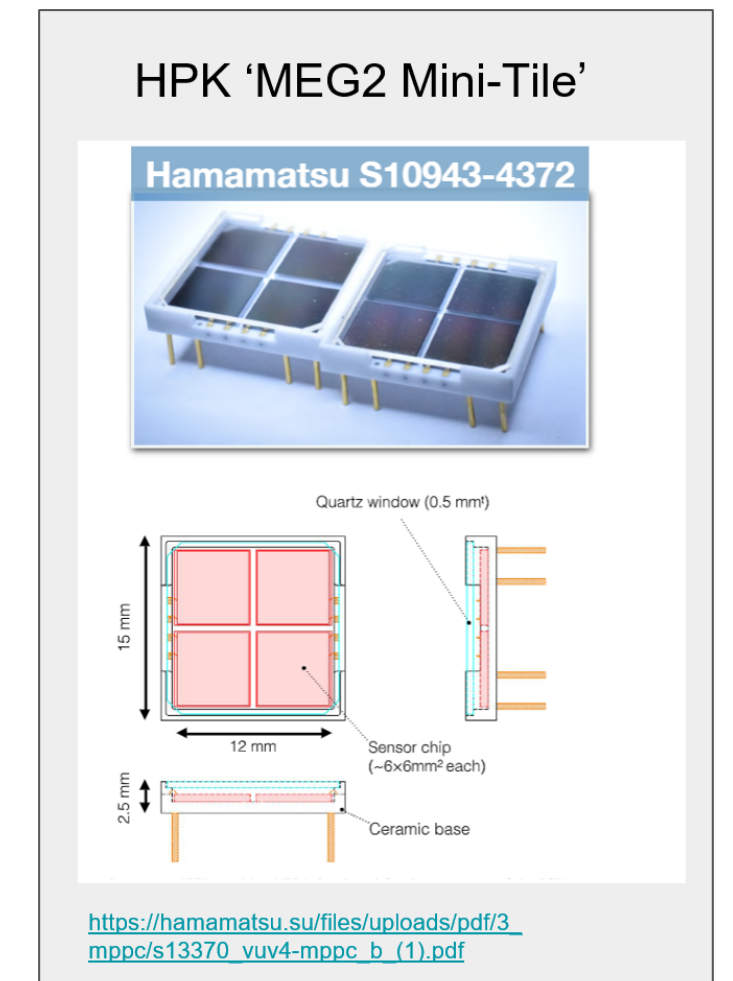 HPK ‘MEG2 Mini-Tile’
Hamamatsu S10943-4372
Quartz window (0.5 mmᵗ)
15 mm
12 mm
Sensor chip
(~6×6mm² each)
2.5 mm
Ceramic base
https://hamamatsu.su/files/uploads/pdf/3_
mppc/s13370_vuv4-mppc_b_(1).pdf